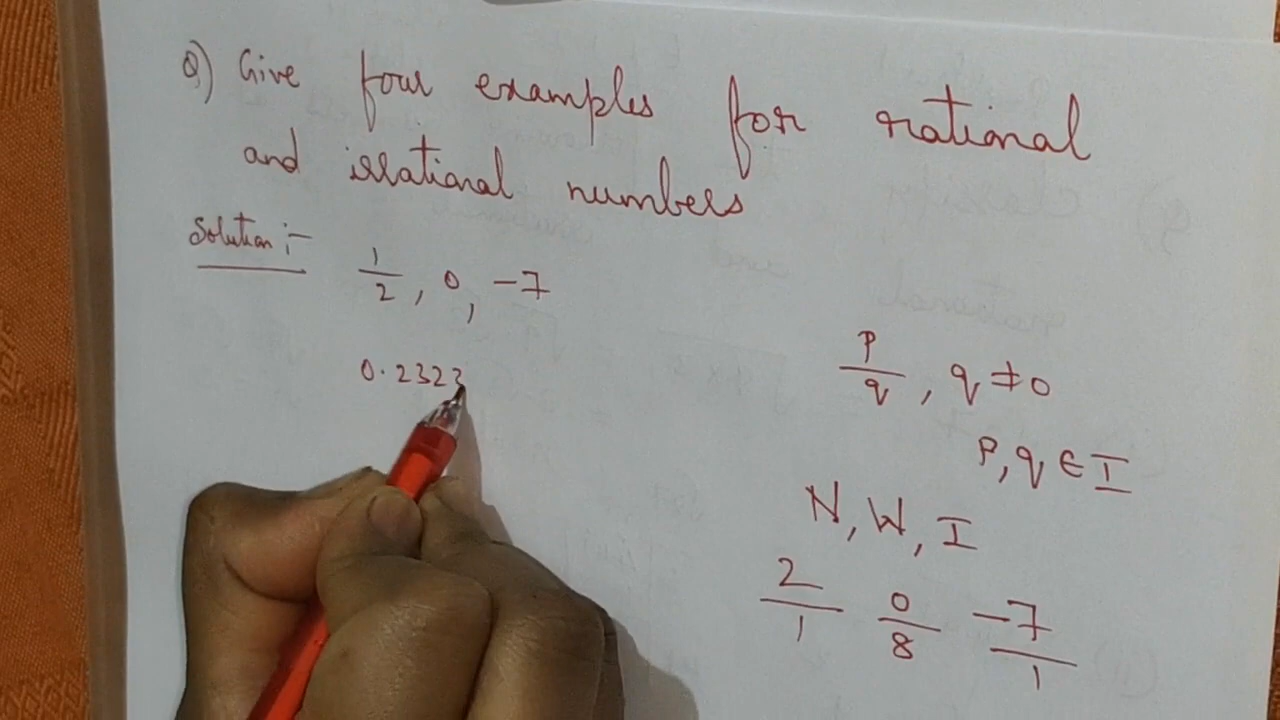 Q) Give four examples for rational
and irrational numbers
Solution :-
1/2, 0, -7
0.2323
P/q, q ≠ 0
P, q ∈ I
N, W, I
2/1 0/8 -7/1